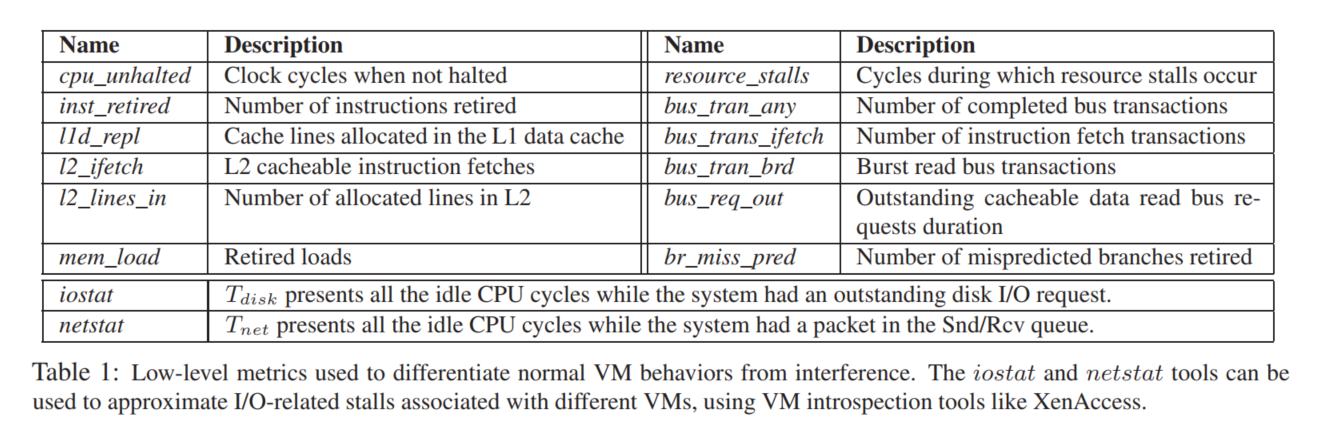 Name Description Name Description
cpu_unhalted Clock cycles when not halted resource_stalls Cycles during which resource stalls occur
inst_retired Number of instructions retired bus_tran_any Number of completed bus transactions
l1d_repl Cache lines allocated in the L1 data cache bus_trans_ifetch Number of instruction fetch transactions
l2_ifetch L2 cacheable instruction fetches bus_tran_brd Burst read bus transactions
l2_lines_in Number of allocated lines in L2 bus_req_out Outstanding cacheable data read bus re-
quests duration
mem_load Retired loads br_miss_pred Number of mispredicted branches retired
iostat T_disk presents all the idle CPU cycles while the system had an outstanding disk I/O request.
netstat T_net presents all the idle CPU cycles while the system had a packet in the Snd/Rcv queue.
Table 1: Low-level metrics used to differentiate normal VM behaviors from interference. The iostat and netstat tools can be
used to approximate I/O-related stalls associated with different VMs, using VM introspection tools like XenAccess.